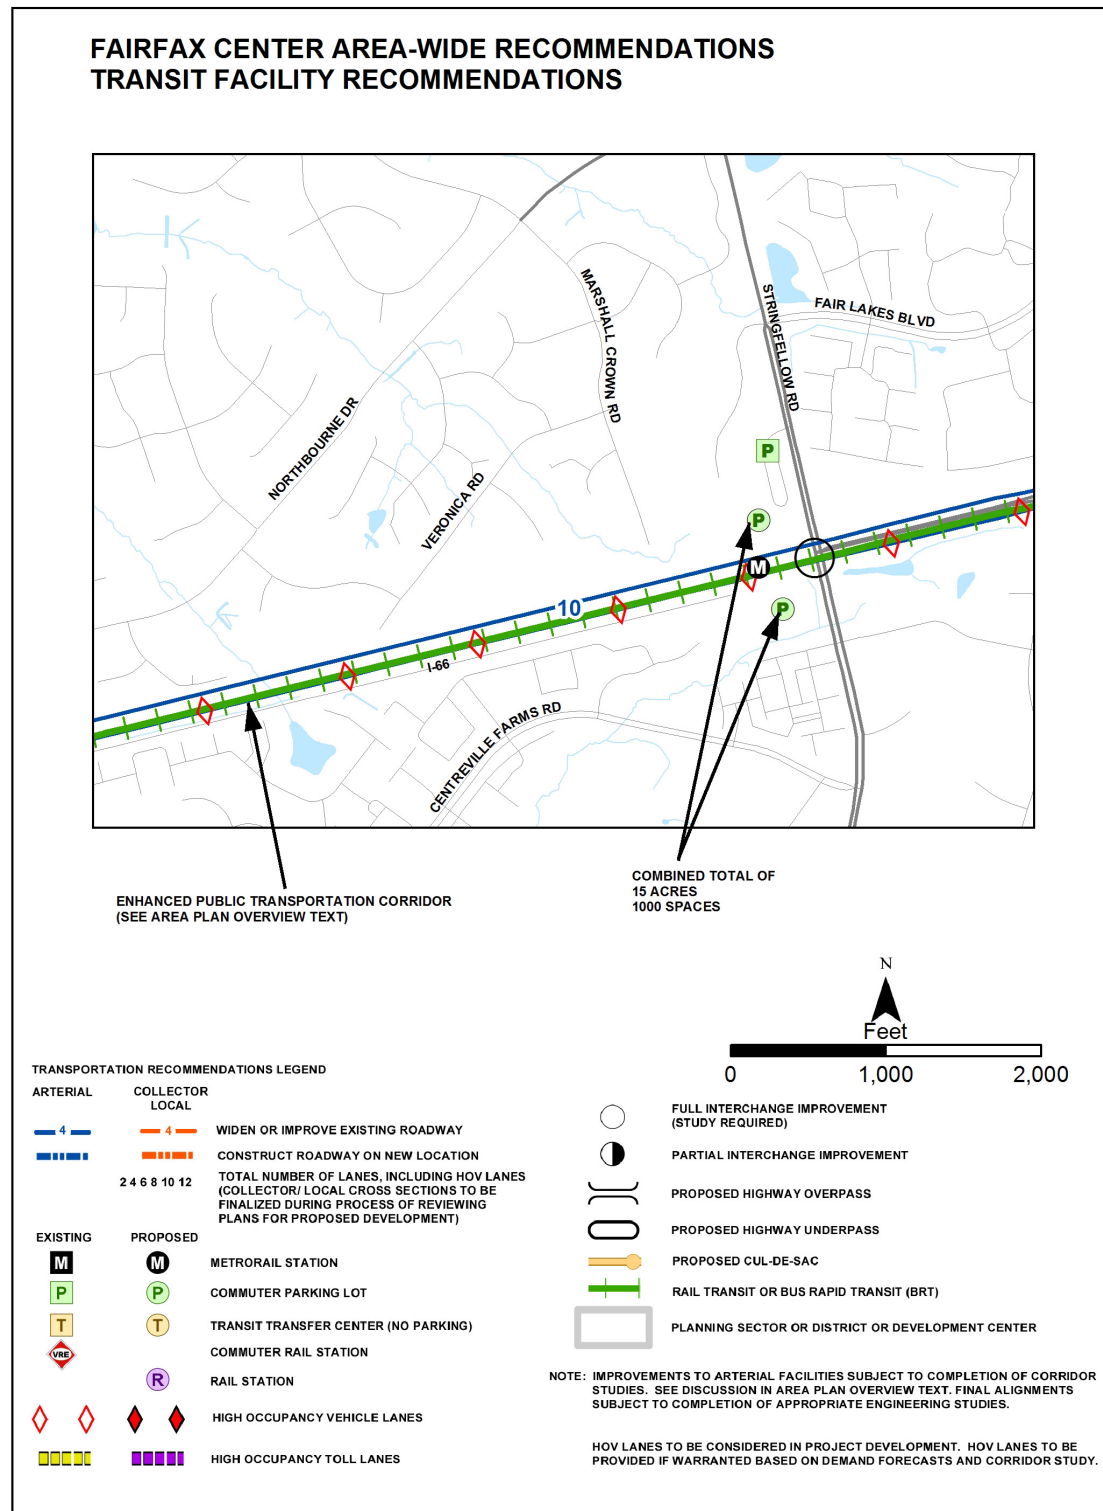 FAIRFAX CENTER AREA-WIDE RECOMMENDATIONS
TRANSIT FACILITY RECOMMENDATIONS
MARSHALL CROWN RD
STRINGFELLOW RD
FAIR LAKES BLVD
NORTHBOURNE DR
VERONICA RD
P
P
M
P
10
I-66
CENTREVILLE FARMS RD
ENHANCED PUBLIC TRANSPORTATION CORRIDOR
(SEE AREA PLAN OVERVIEW TEXT)
COMBINED TOTAL OF
15 ACRES
1000 SPACES
N
Feet
0 1,000 2,000
TRANSPORTATION RECOMMENDATIONS LEGEND
ARTERIAL COLLECTOR
LOCAL
4 4 WIDEN OR IMPROVE EXISTING ROADWAY
CONSTRUCT ROADWAY ON NEW LOCATION
2 4 6 8 10 12 TOTAL NUMBER OF LANES, INCLUDING HOV LANES
(COLLECTOR/ LOCAL CROSS SECTIONS TO BE
FINALIZED DURING PROCESS OF REVIEWING
PLANS FOR PROPOSED DEVELOPMENT)
EXISTING PROPOSED
M M METRORAIL STATION
P P COMMUTER PARKING LOT
T T TRANSIT TRANSFER CENTER (NO PARKING)
VRE COMMUTER RAIL STATION
R RAIL STATION
HIGH OCCUPANCY VEHICLE LANES
HIGH OCCUPANCY TOLL LANES
FULL INTERCHANGE IMPROVEMENT
(STUDY REQUIRED)
PARTIAL INTERCHANGE IMPROVEMENT
PROPOSED HIGHWAY OVERPASS
PROPOSED HIGHWAY UNDERPASS
PROPOSED CUL-DE-SAC
RAIL TRANSIT OR BUS RAPID TRANSIT (BRT)
PLANNING SECTOR OR DISTRICT OR DEVELOPMENT CENTER
NOTE: IMPROVEMENTS TO ARTERIAL FACILITIES SUBJECT TO COMPLETION OF CORRIDOR
STUDIES. SEE DISCUSSION IN AREA PLAN OVERVIEW TEXT. FINAL ALIGNMENTS
SUBJECT TO COMPLETION OF APPROPRIATE ENGINEERING STUDIES.
HOV LANES TO BE CONSIDERED IN PROJECT DEVELOPMENT. HOV LANES TO BE
PROVIDED IF WARRANTED BASED ON DEMAND FORECASTS AND CORRIDOR STUDY.